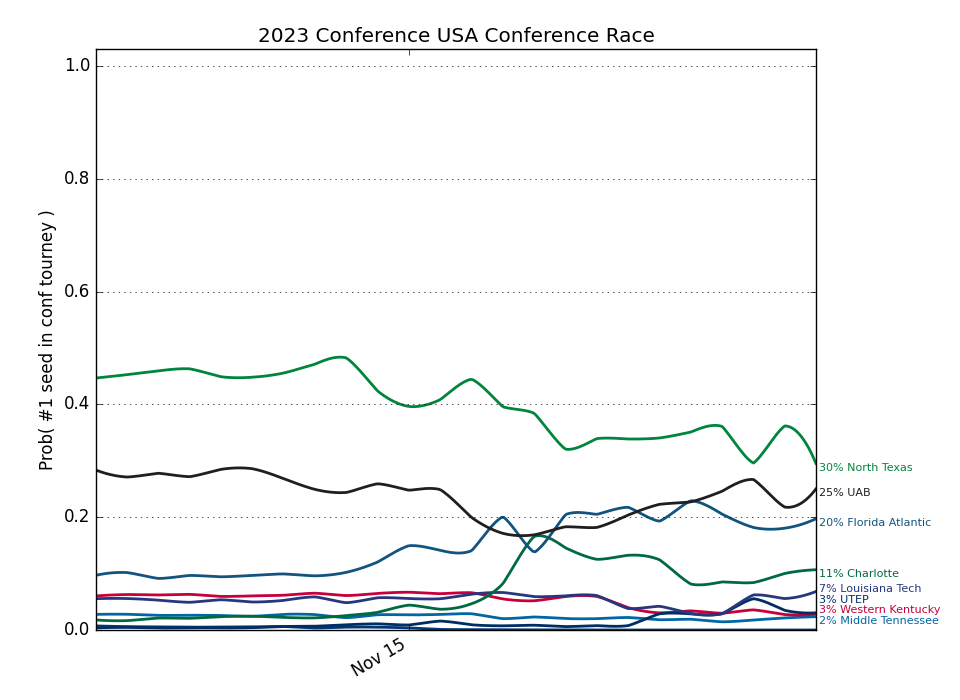 2023 Conference USA Conference Race
Prob( #1 seed in conf tourney )
1.0
0.8
0.6
0.4
0.2
0.0
Nov 15
30% North Texas
25% UAB
20% Florida Atlantic
11% Charlotte
7% Louisiana Tech
3% UTEP
3% Western Kentucky
2% Middle Tennessee